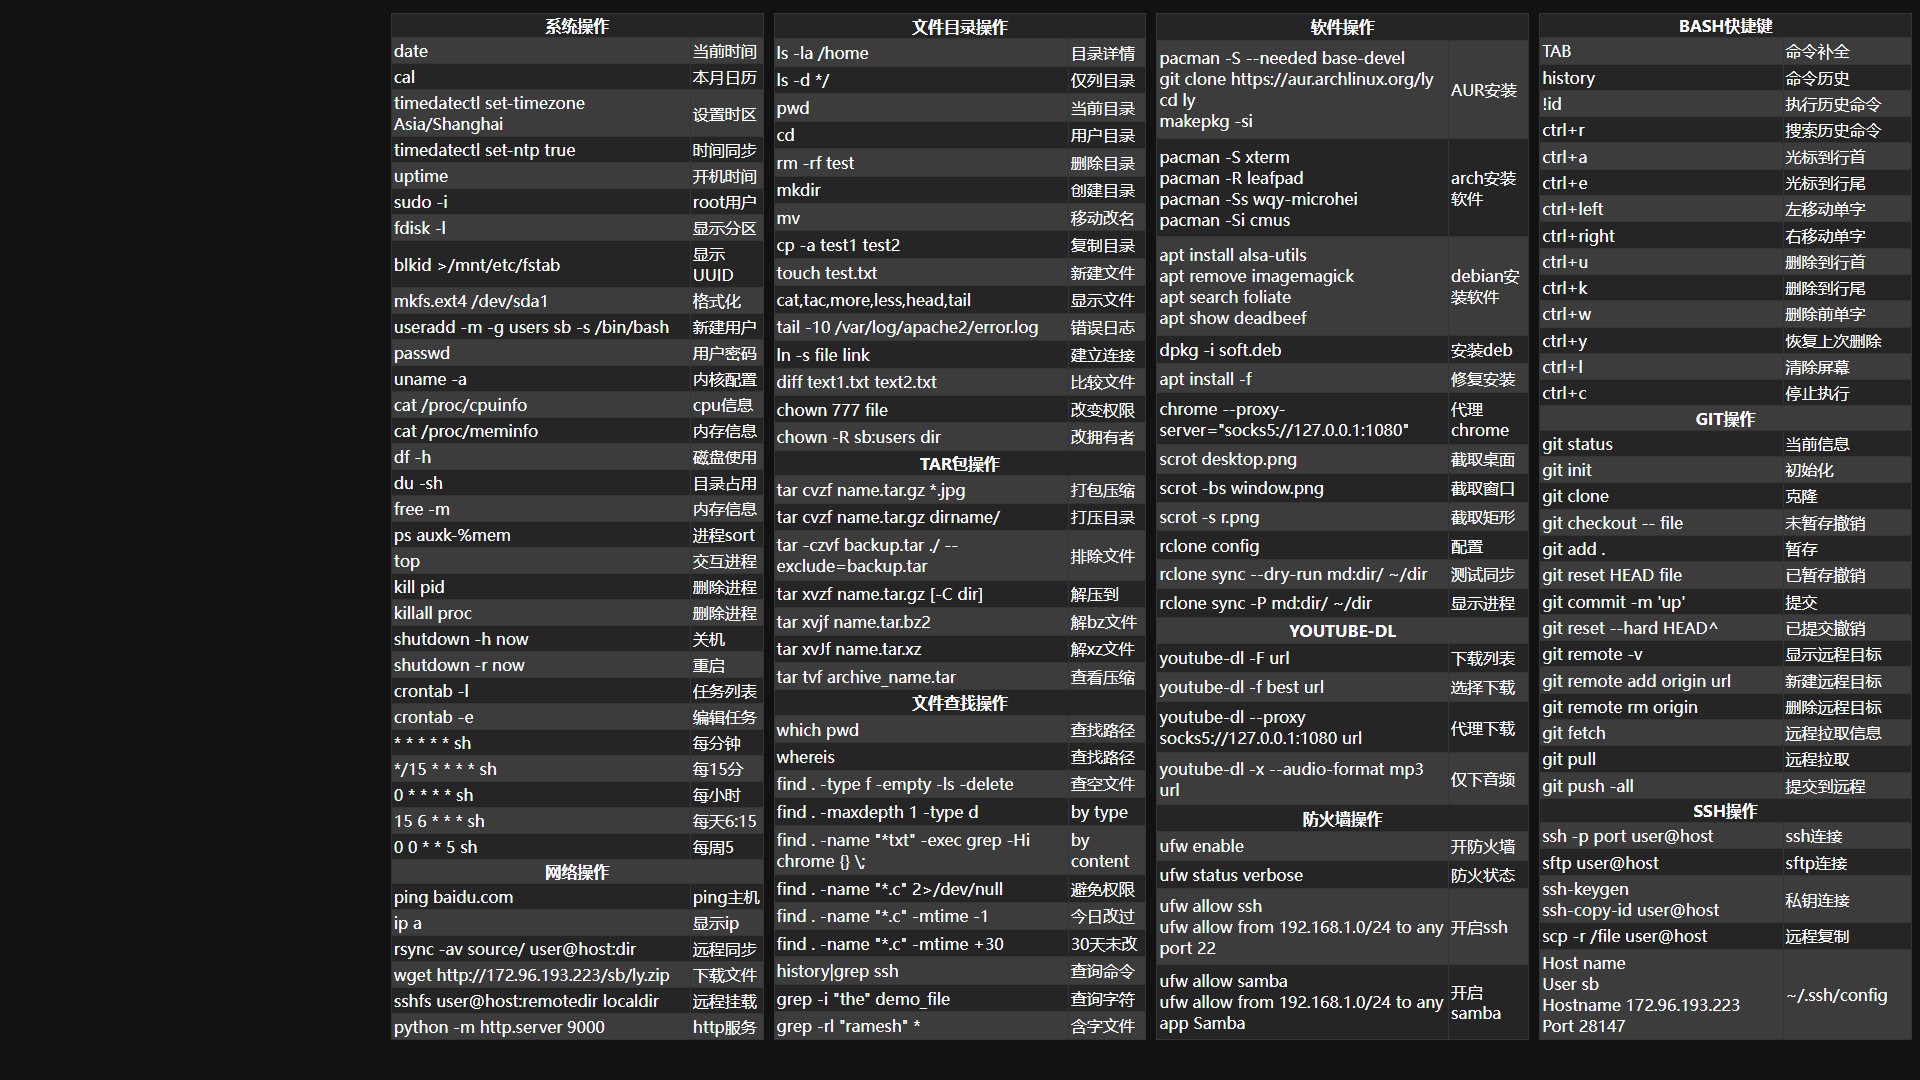 系统操作
date 当前时间
cal 本月日历
timedatectl set-timezone
Asia/Shanghai 设置时区
timedatectl set-ntp true 时间同步
uptime 开机时间
sudo -i root用户
fdisk -l 显示分区
blkid >/mnt/etc/fstab 显示
UUID
mkfs.ext4 /dev/sda1 格式化
useradd -m -g users sb -s /bin/bash 新建用户
passwd 用户密码
uname -a 内核配置
cat /proc/cpuinfo cpu信息
cat /proc/meminfo 内存信息
df -h 磁盘使用
du -sh 目录占用
free -m 内存信息
ps auxk-%mem 进程sort
top 交互进程
kill pid 删除进程
killall proc 删除进程
shutdown -h now 关机
shutdown -r now 重启
crontab -l 任务列表
crontab -e 编辑任务
* * * * * sh 每分钟
*/15 * * * * sh 每15分
0 * * * * sh 每小时
15 6 * * * sh 每天6:15
0 0 * * 5 sh 每周5
网络操作
ping baidu.com ping主机
ip a 显示ip
rsync -av source/ user@host:dir 远程同步
wget http://172.96.193.223/sb/ly.zip 下载文件
sshfs user@host:remotedir localdir 远程挂载
python -m http.server 9000 http服务
文件目录操作
ls -la /home 目录详情
ls -d */ 仅列目录
pwd 当前目录
cd 用户目录
rm -rf test 删除目录
mkdir 创建目录
mv 移动改名
cp -a test1 test2 复制目录
touch test.txt 新建文件
cat,tac,more,less,head,tail 显示文件
tail -10 /var/log/apache2/error.log 错误日志
ln -s file link 建立连接
diff text1.txt text2.txt 比较文件
chown 777 file 改变权限
chown -R sb:users dir 改拥有者
TAR包操作
tar cvzf name.tar.gz *.jpg 打包压缩
tar cvzf name.tar.gz dirname/ 打压目录
tar -czvf backup.tar ./ --
exclude=backup.tar 排除文件
tar xvzf name.tar.gz [-C dir] 解压到
tar xvjf name.tar.bz2 解bz文件
tar xvJf name.tar.xz 解xz文件
tar tvf archive_name.tar 查看压缩
文件查找操作
which pwd 查找路径
whereis 查找路径
find . -type f -empty -ls -delete 查空文件
find . -maxdepth 1 -type d by type
find . -name "*txt" -exec grep -Hi by
chrome {} \; content
find . -name "*.c" 2>/dev/null 避免权限
find . -name "*.c" -mtime -1 今日改过
find . -name "*.c" -mtime +30 30天未改
history|grep ssh 查询命令
grep -i "the" demo_file 查询字符
grep -rl "ramesh" * 含字文件
软件操作
pacman -S --needed base-devel
git clone https://aur.archlinux.org/ly
cd ly
makepkg -si
AUR安装
pacman -S xterm
pacman -R leafpad
pacman -Ss wqy-microhei
pacman -Si cmus
arch安装
软件
apt install alsa-utils
apt remove imagemagick
apt search foliate
apt show deadbeef
debian安
装软件
dpkg -i soft.deb 安装deb
apt install -f 修复安装
chrome --proxy- 代理
server="socks5://127.0.0.1:1080" chrome
scrot desktop.png 截取桌面
scrot -bs window.png 截取窗口
scrot -s r.png 截取矩形
rclone config 配置
rclone sync --dry-run md:dir/ ~/dir 测试同步
rclone sync -P md:dir/ ~/dir 显示进程
YOUTUBE-DL
youtube-dl -F url 下载列表
youtube-dl -f best url 选择下载
youtube-dl --proxy
socks5://127.0.0.1:1080 url 代理下载
youtube-dl -x --audio-format mp3
url 仅下音频
防火墙操作
ufw enable 开防火墙
ufw status verbose 防火状态
ufw allow ssh
ufw allow from 192.168.1.0/24 to any
port 22
开启ssh
ufw allow samba
ufw allow from 192.168.1.0/24 to any
app Samba
开启
samba
BASH快捷键
TAB 命令补全
history 命令历史
!id 执行历史命令
ctrl+r 搜索历史命令
ctrl+a 光标到行首
ctrl+e 光标到行尾
ctrl+left 左移动单字
ctrl+right 右移动单字
ctrl+u 删除到行首
ctrl+k 删除到行尾
ctrl+w 删除前单字
ctrl+y 恢复上次删除
ctrl+l 清除屏幕
ctrl+c 停止执行
GIT操作
git status 当前信息
git init 初始化
git clone 克隆
git checkout -- file 未暂存撤销
git add . 暂存
git reset HEAD file 已暂存撤销
git commit -m 'up' 提交
git reset --hard HEAD^ 已提交撤销
git remote -v 显示远程目标
git remote add origin url 新建远程目标
git remote rm origin 删除远程目标
git fetch 远程拉取信息
git pull 远程拉取
git push -all 提交到远程
SSH操作
ssh -p port user@host ssh连接
sftp user@host sftp连接
ssh-keygen
ssh-copy-id user@host 私钥连接
scp -r /file user@host 远程复制
Host name
User sb
Hostname 172.96.193.223
Port 28147
~/.ssh/config